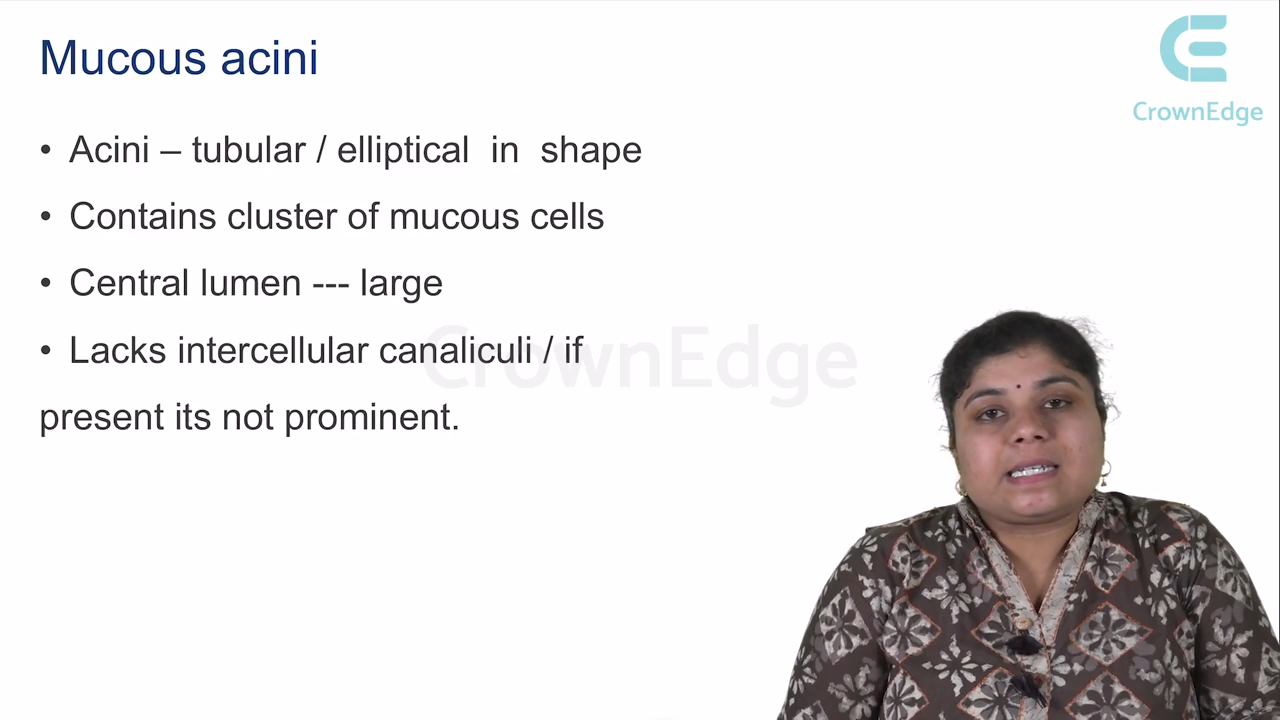 Mucous acini
CrownEdge
• Acini – tubular / elliptical in shape
• Contains cluster of mucous cells
• Central lumen --- large
• Lacks intercellular canaliculi / if
present its not prominent.
CrownEdge